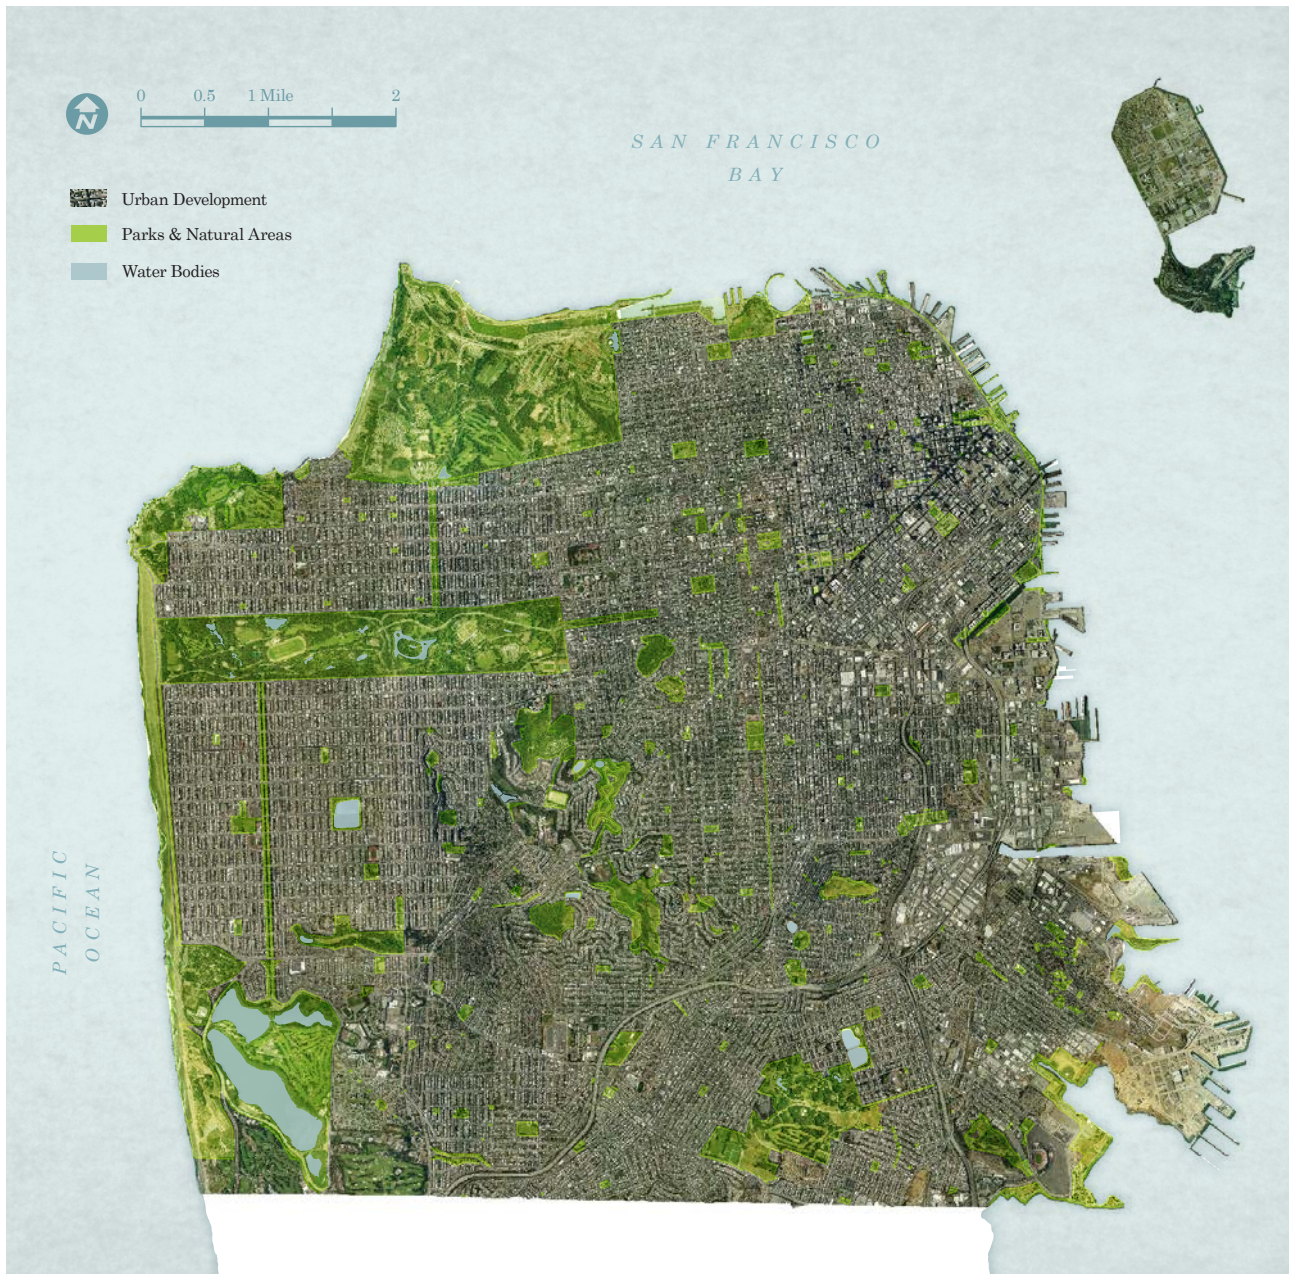 0 0.5 1 Mile 2
N
SAN FRANCISCO
BAY
Urban Development
Parks & Natural Areas
Water Bodies
PACIFIC
OCEAN